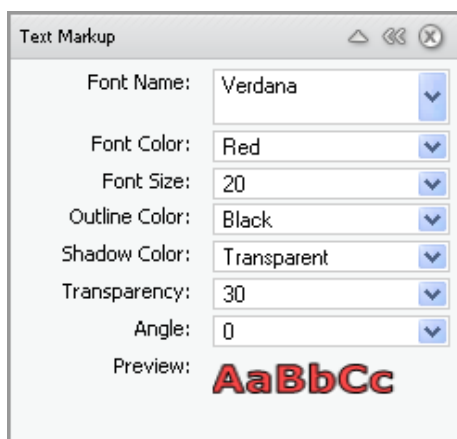 Text Markup
Font Name: Verdana
Font Color: Red
Font Size: 20
Outline Color: Black
Shadow Color: Transparent
Transparency: 30
Angle: 0
Preview: AaBbCc